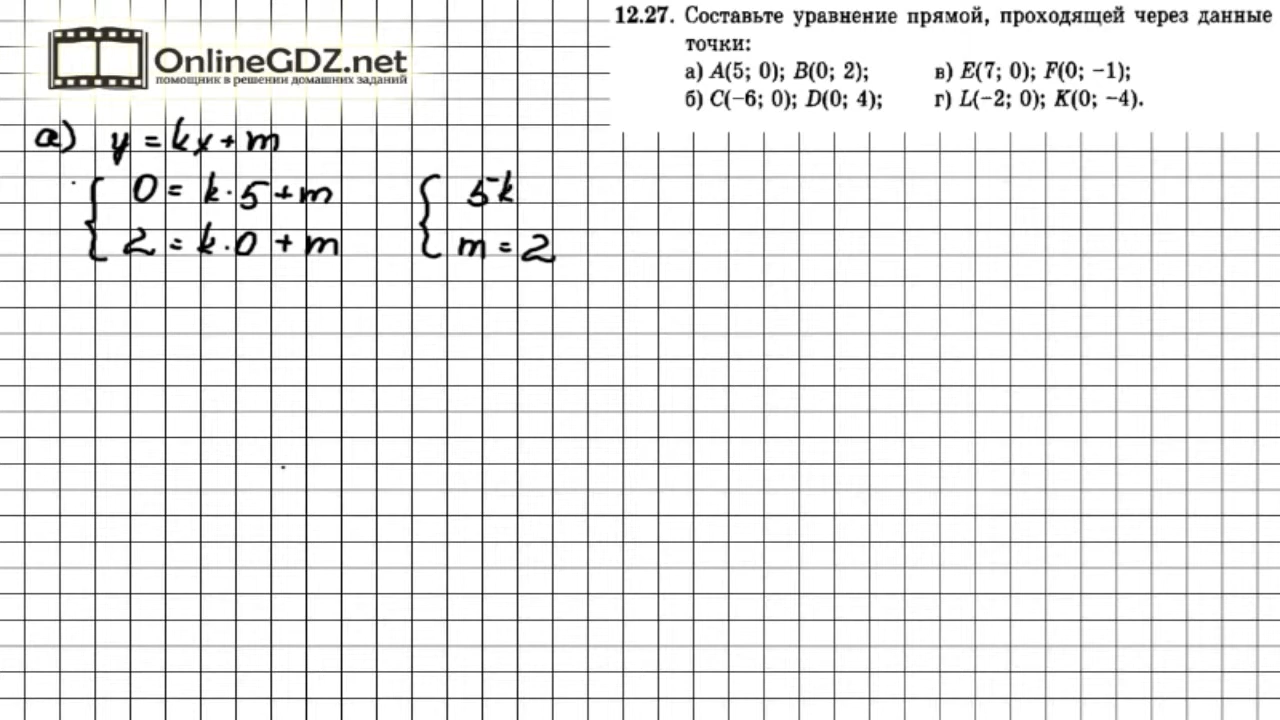 OnlineGDZ.net
помощник в решении домашних заданий
12.27. Составьте уравнение прямой, проходящей через данные
точки:
а) A(5; 0); B(0; 2); в) E(7; 0); F(0; −1);
б) C(−6; 0); D(0; 4); г) L(−2; 0); K(0; −4).
а) y = kx + m
{ 0 = k · 5 + m { 5k
2 = k · 0 + m m = 2